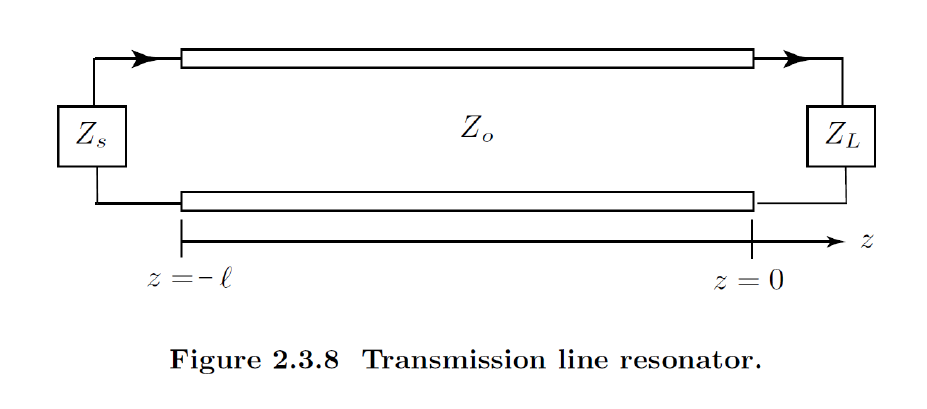 Z_o
Z_s
Z_L
z
z = −ℓ
z = 0
Figure 2.3.8 Transmission line resonator.